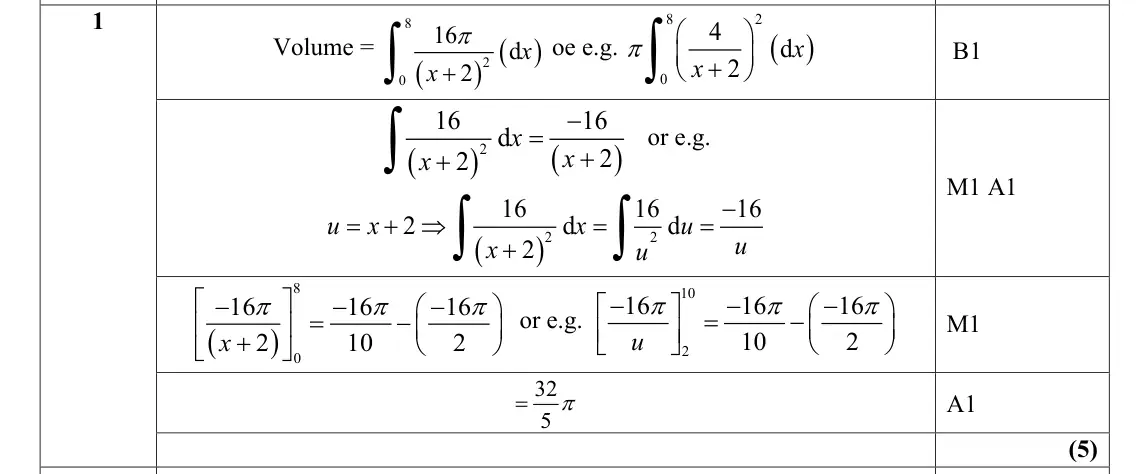 1
Volume = ∫₀⁸ 16π/(x+2)² (dx) oe e.g. π∫₀⁸ (4/(x+2))² (dx)
B1
∫ 16/(x+2)² dx = −16/(x+2) or e.g.
u = x + 2 ⇒ ∫ 16/(x+2)² dx = ∫ 16/u² du = −16/u
M1 A1
[−16π/(x+2)]₀⁸ = −16π/10 − (−16π/2) or e.g. [−16π/u]₂¹⁰ = −16π/10 − (−16π/2)
M1
= 32/5 π
A1
(5)